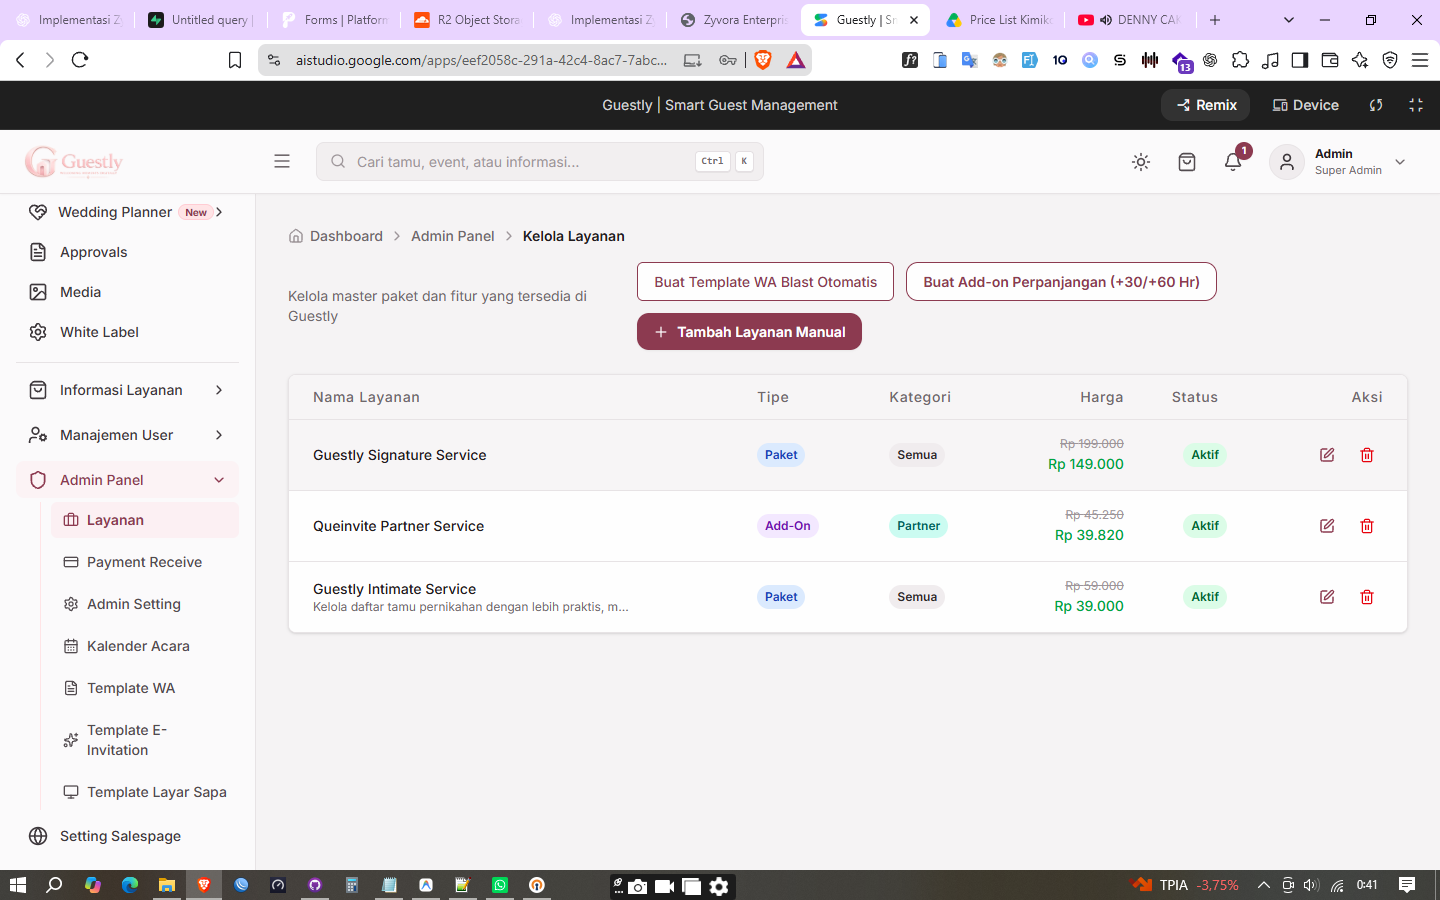 Implementasi Zy
Untitled query
Forms | Platform
R2 Object Stora
Implementasi Zy
Zyvora Enterpri
Guestly | Sm
Price List Kimik
DENNY CAK
aistudio.google.com/apps/eef2058c-291a-42c4-8ac7-7abc...
13
Guestly | Smart Guest Management
Remix
Device
Guestly
Cari tamu, event, atau informasi...
Ctrl
K
1
Admin
Super Admin
Wedding Planner
New
Approvals
Media
White Label
Informasi Layanan
Manajemen User
Admin Panel
Layanan
Payment Receive
Admin Setting
Kalender Acara
Template WA
Template E-
Invitation
Template Layar Sapa
Setting Salespage
Dashboard > Admin Panel > Kelola Layanan
Kelola master paket dan fitur yang tersedia di
Guestly
Buat Template WA Blast Otomatis
Buat Add-on Perpanjangan (+30/+60 Hr)
+ Tambah Layanan Manual
Nama Layanan Tipe Kategori Harga Status Aksi
Guestly Signature Service Paket Semua Rp 199.000 Aktif
Rp 149.000
Queinvite Partner Service Add-On Partner Rp 45.250 Aktif
Rp 39.820
Guestly Intimate Service Paket Semua Rp 59.000 Aktif
Kelola daftar tamu pernikahan dengan lebih praktis, m... Rp 39.000
TPIA -3,75%
0:41